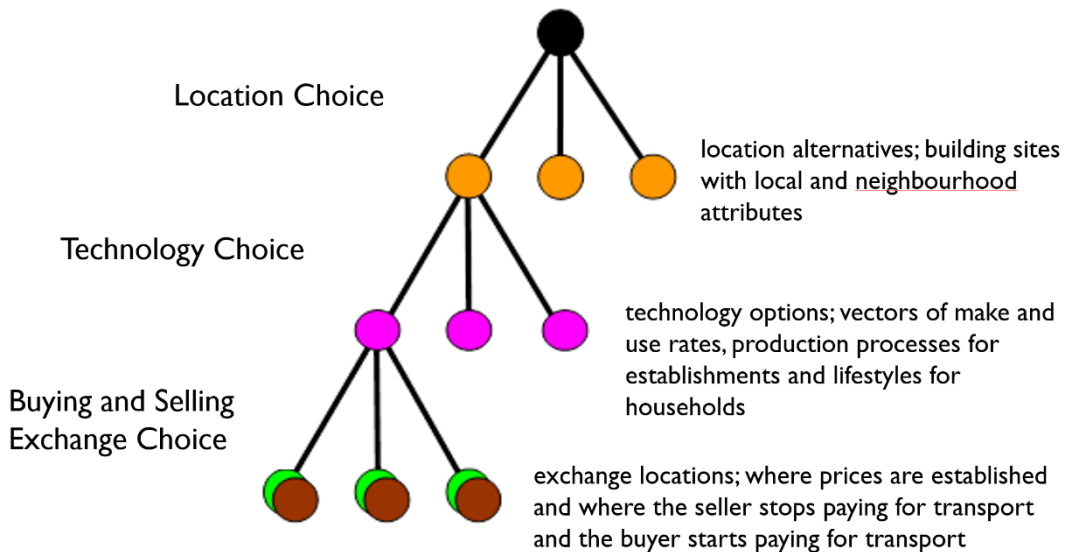 Location Choice
location alternatives; building sites
with local and neighbourhood
attributes
Technology Choice
technology options; vectors of make and
use rates, production processes for
establishments and lifestyles for
households
Buying and Selling
Exchange Choice
exchange locations; where prices are established
and where the seller stops paying for transport
and the buyer starts paying for transport